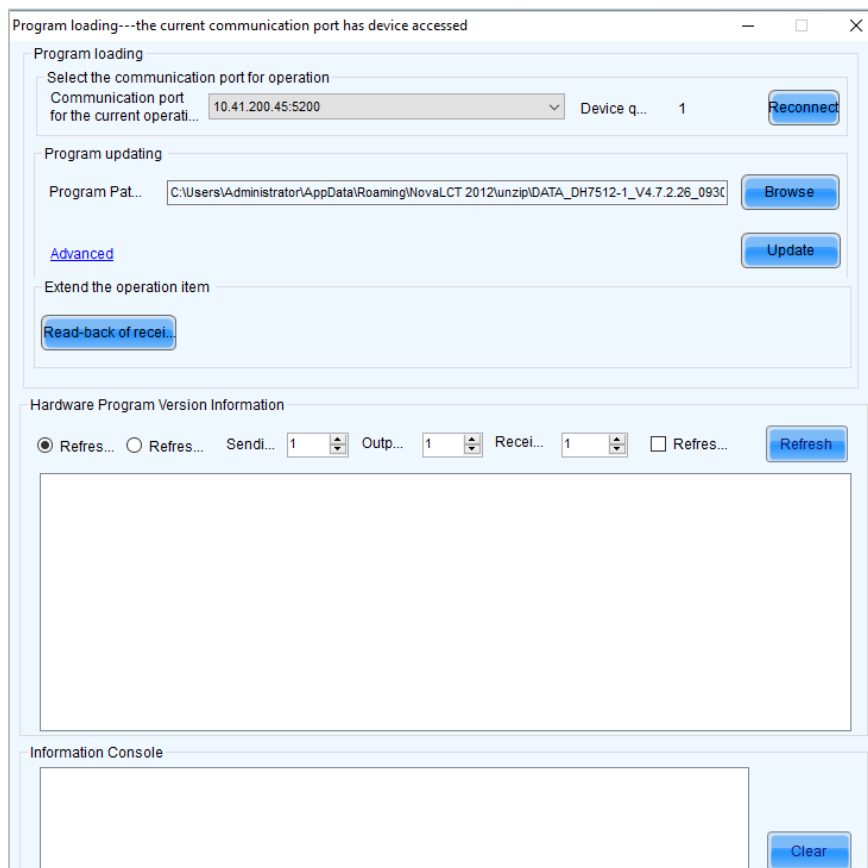 Program loading---the current communication port has device accessed
Program loading
Select the communication port for operation
Communication port
for the current operati...
10.41.200.45:5200
Device q...
1
Reconnect
Program updating
Program Pat...
C:\Users\Administrator\AppData\Roaming\NovaLCT 2012\unzip\DATA_DH7512-1_V4.7.2.26_0930
Browse
Advanced
Update
Extend the operation item
Read-back of recei...
Hardware Program Version Information
Refres...
Refres...
Sendi...
1
Outp...
1
Recei...
1
Refres...
Refresh
Information Console
Clear